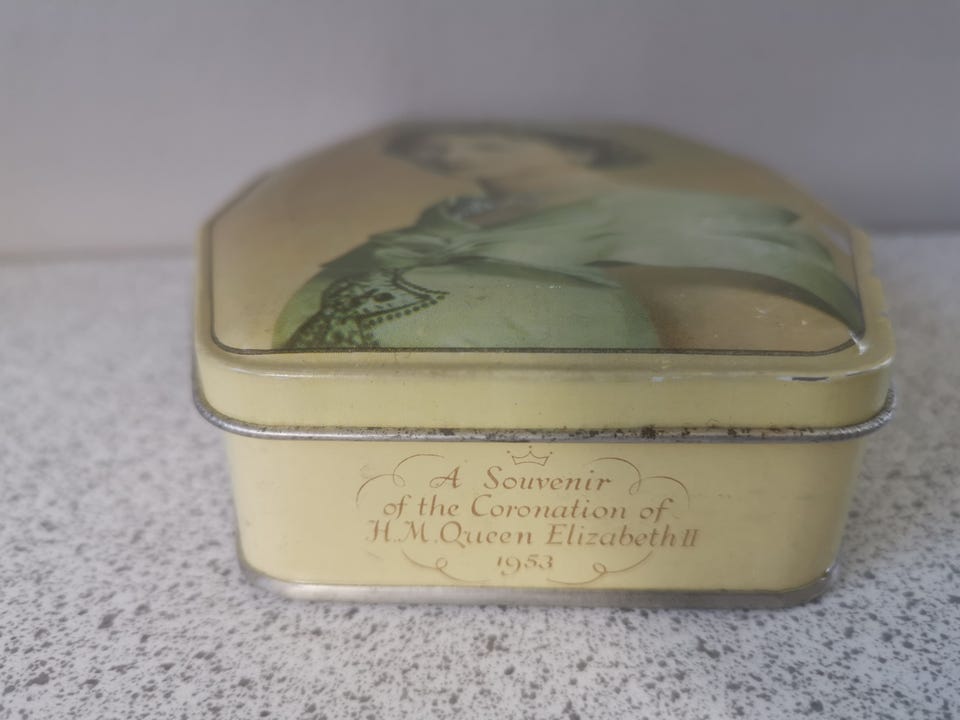 A Souvenir
of the Coronation of
H.M. Queen Elizabeth II
1953